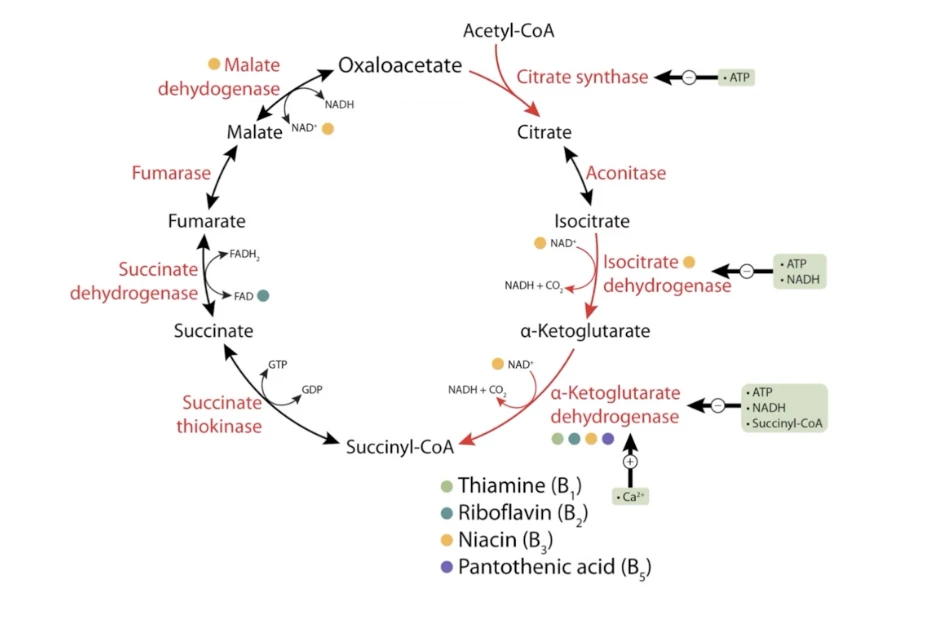 Acetyl-CoA
Oxaloacetate
Citrate synthase
−
• ATP
Malate
dehydogenase
NADH
NAD⁺
Malate
Citrate
Fumarase
Aconitase
Fumarate
Isocitrate
NAD⁺
NADH + CO₂
Isocitrate
dehydrogenase
−
• ATP
• NADH
FADH₂
FAD
Succinate
dehydrogenase
Succinate
α-Ketoglutarate
NAD⁺
NADH + CO₂
α-Ketoglutarate
dehydrogenase
−
• ATP
• NADH
• Succinyl-CoA
GTP
GDP
Succinate
thiokinase
Succinyl-CoA
+
• Ca²⁺
Thiamine (B₁)
Riboflavin (B₂)
Niacin (B₃)
Pantothenic acid (B₅)